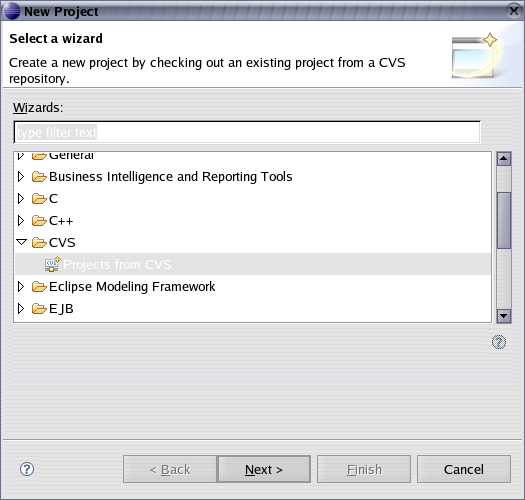 New Project
Select a wizard
Create a new project by checking out an existing project from a CVS
repository.
Wizards:
type filter text
General
Business Intelligence and Reporting Tools
C
C++
CVS
Projects from CVS
Eclipse Modeling Framework
EJB
< Back
Next >
Finish
Cancel